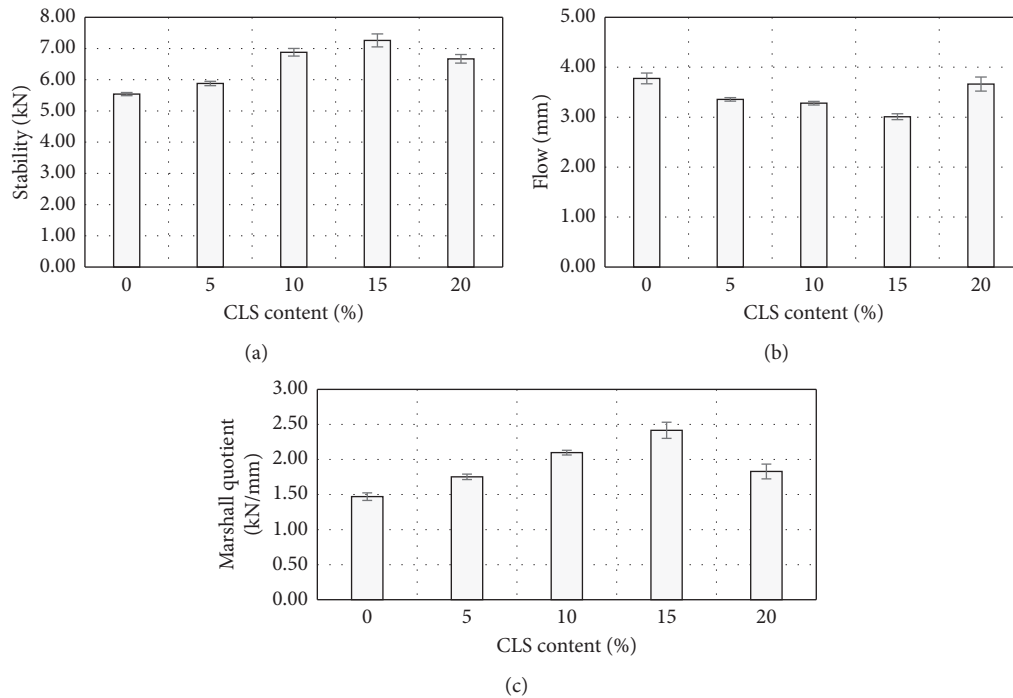 8.00
7.00
6.00
5.00
4.00
3.00
2.00
1.00
0.00
Stability (kN)
0 5 10 15 20
CLS content (%)
(a)
5.00
4.00
3.00
2.00
1.00
0.00
Flow (mm)
0 5 10 15 20
CLS content (%)
(b)
3.00
2.50
2.00
1.50
1.00
0.50
0.00
Marshall quotient
(kN/mm)
0 5 10 15 20
CLS content (%)
(c)